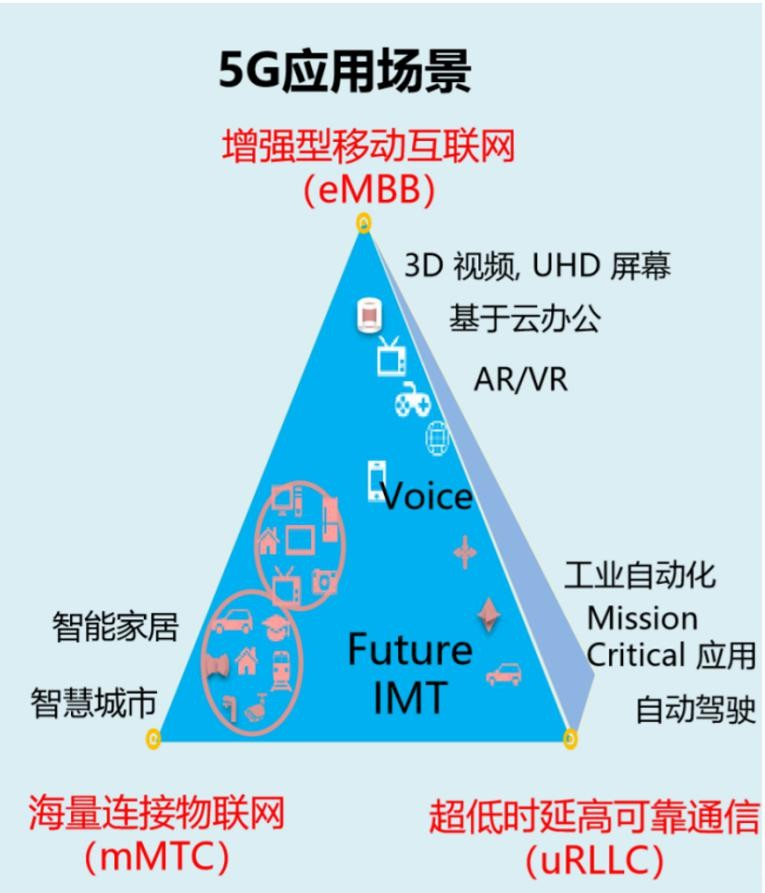 5G应用场景
增强型移动互联网
（eMBB）
3D 视频, UHD 屏幕
基于云办公
AR/VR
Voice
工业自动化
Mission
Critical 应用
自动驾驶
智能家居
智慧城市
Future
IMT
海量连接物联网
（mMTC）
超低时延高可靠通信
（uRLLC）